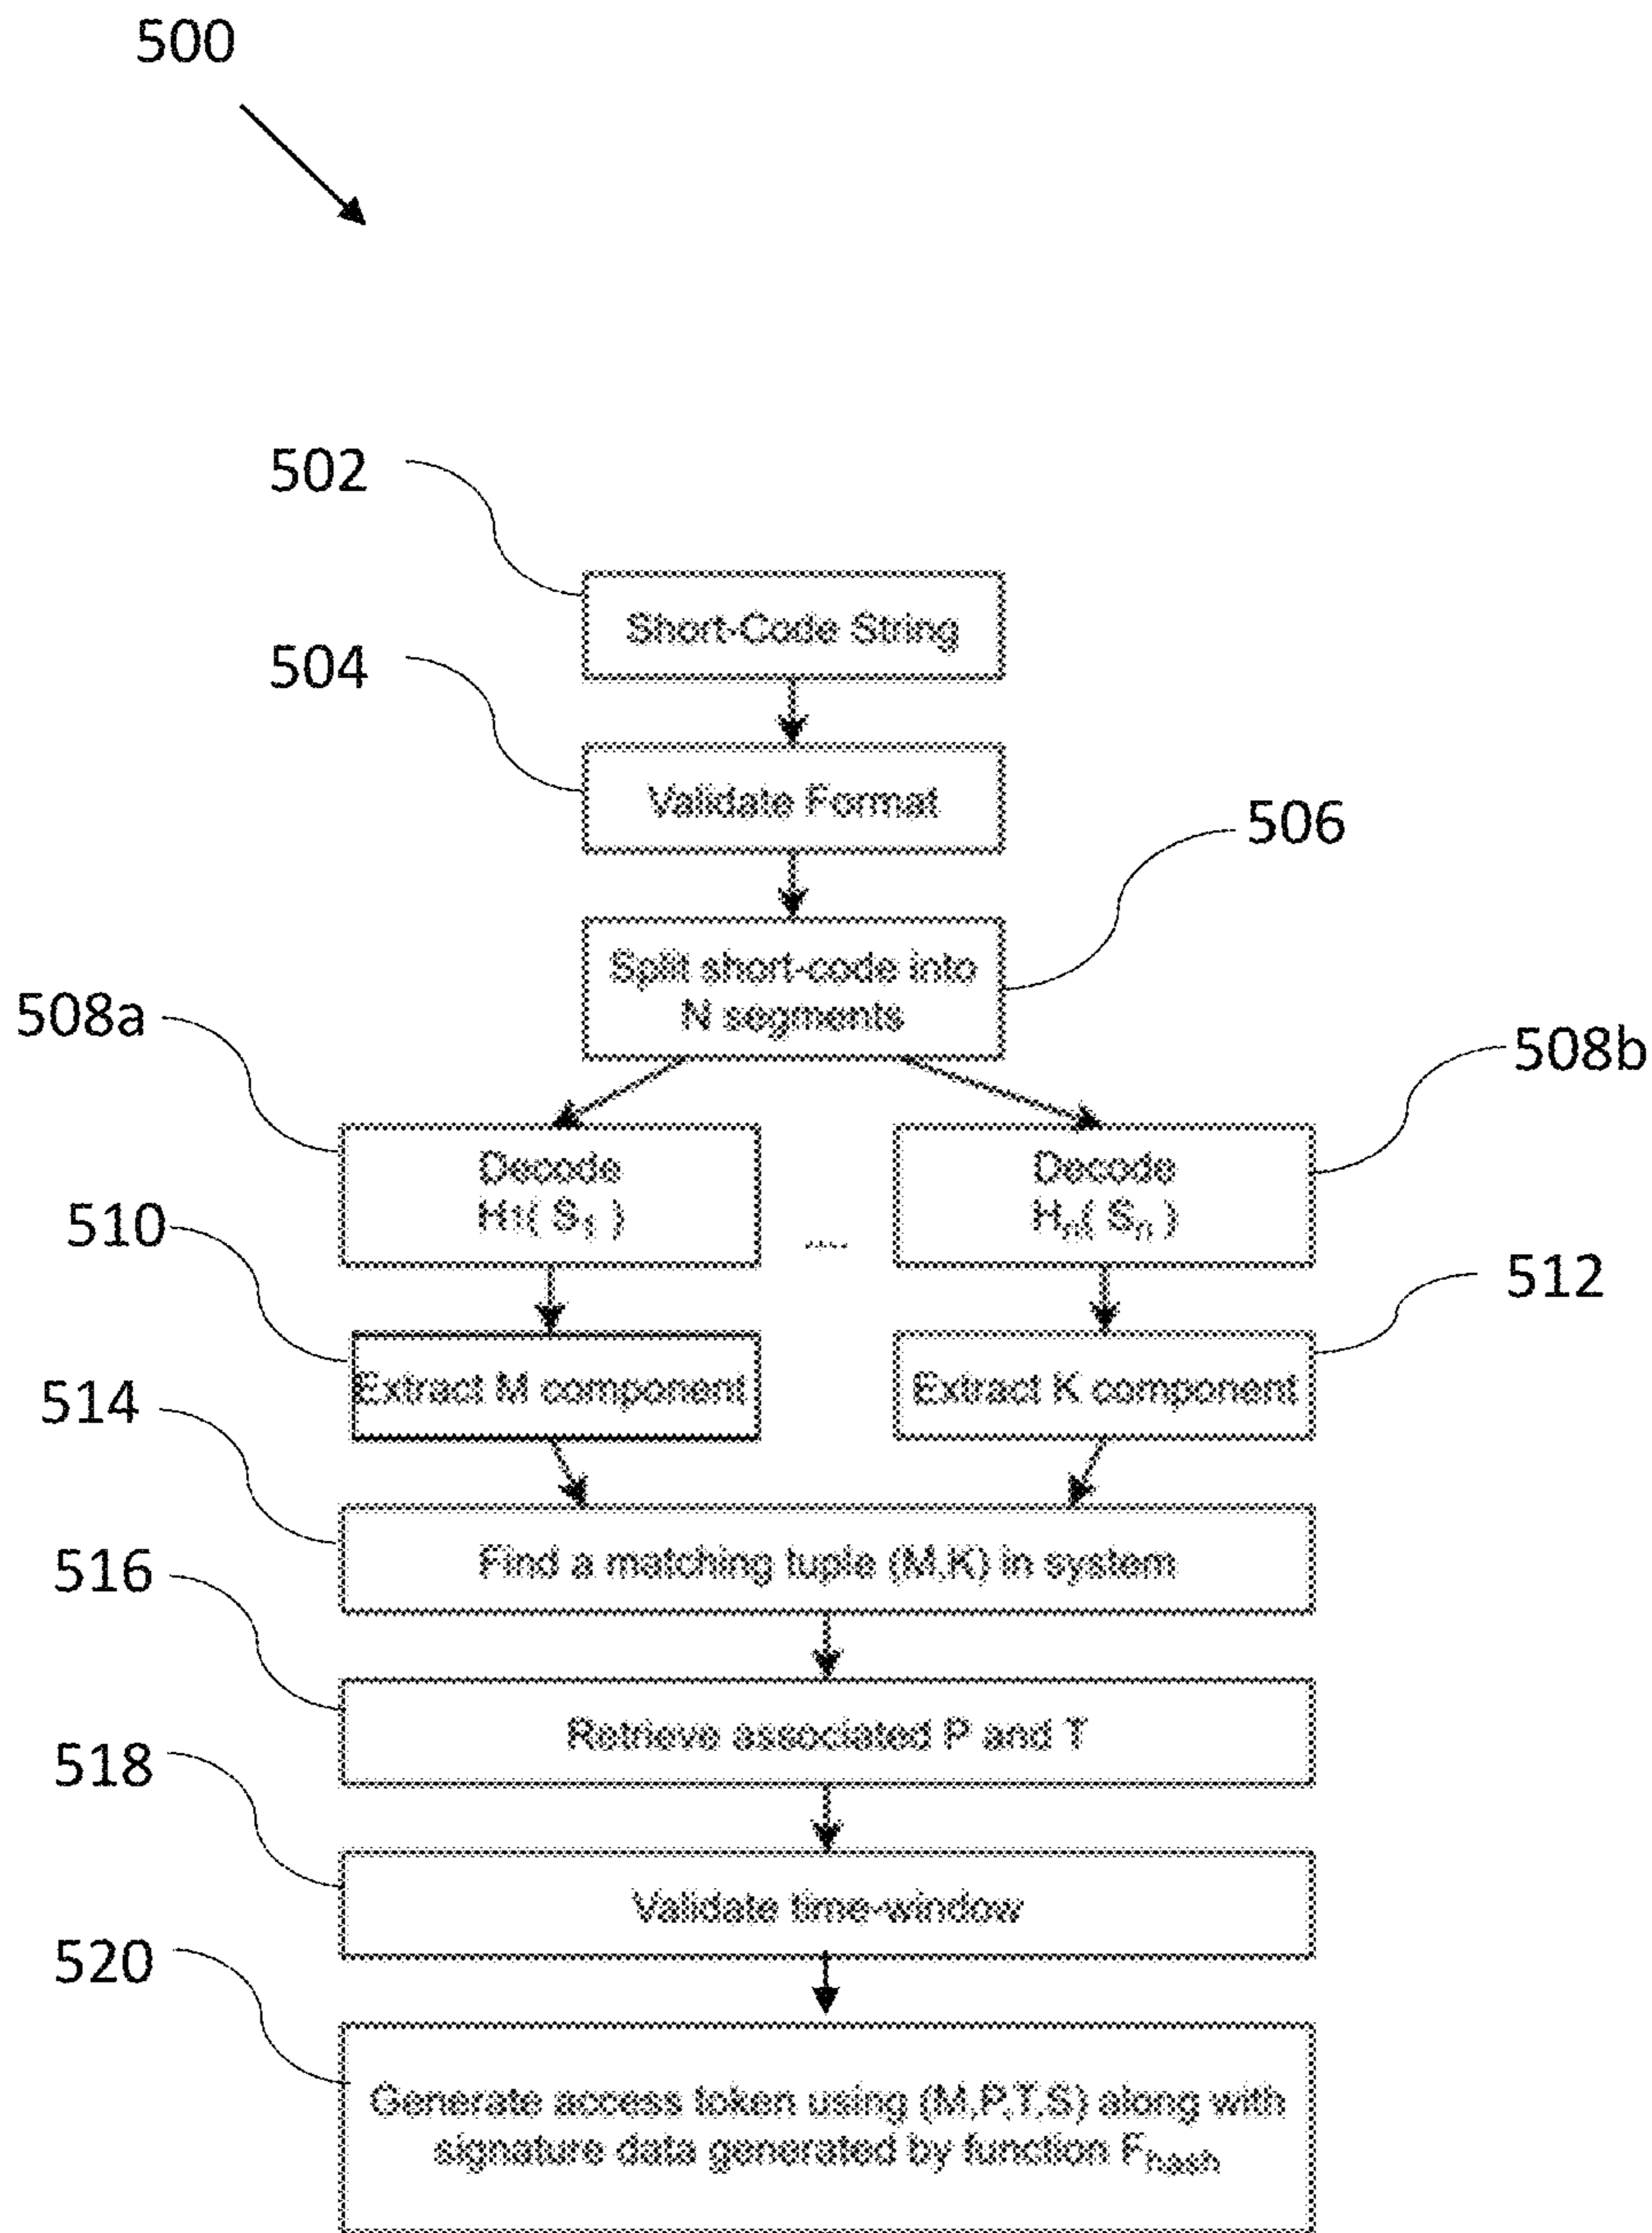 500
502
Short-Code String
504
Validate Format
506
Split short-code into
N segments
508a
Decode
H1( S1 )
....
508b
Decode
Hn( Sn )
510
Extract M component
512
Extract K component
514
Find a matching tuple (M,K) in system
516
Retrieve associated P and T
518
Validate time-window
520
Generate access token using (M,P,T,S) along with
signature data generated by function Fhash